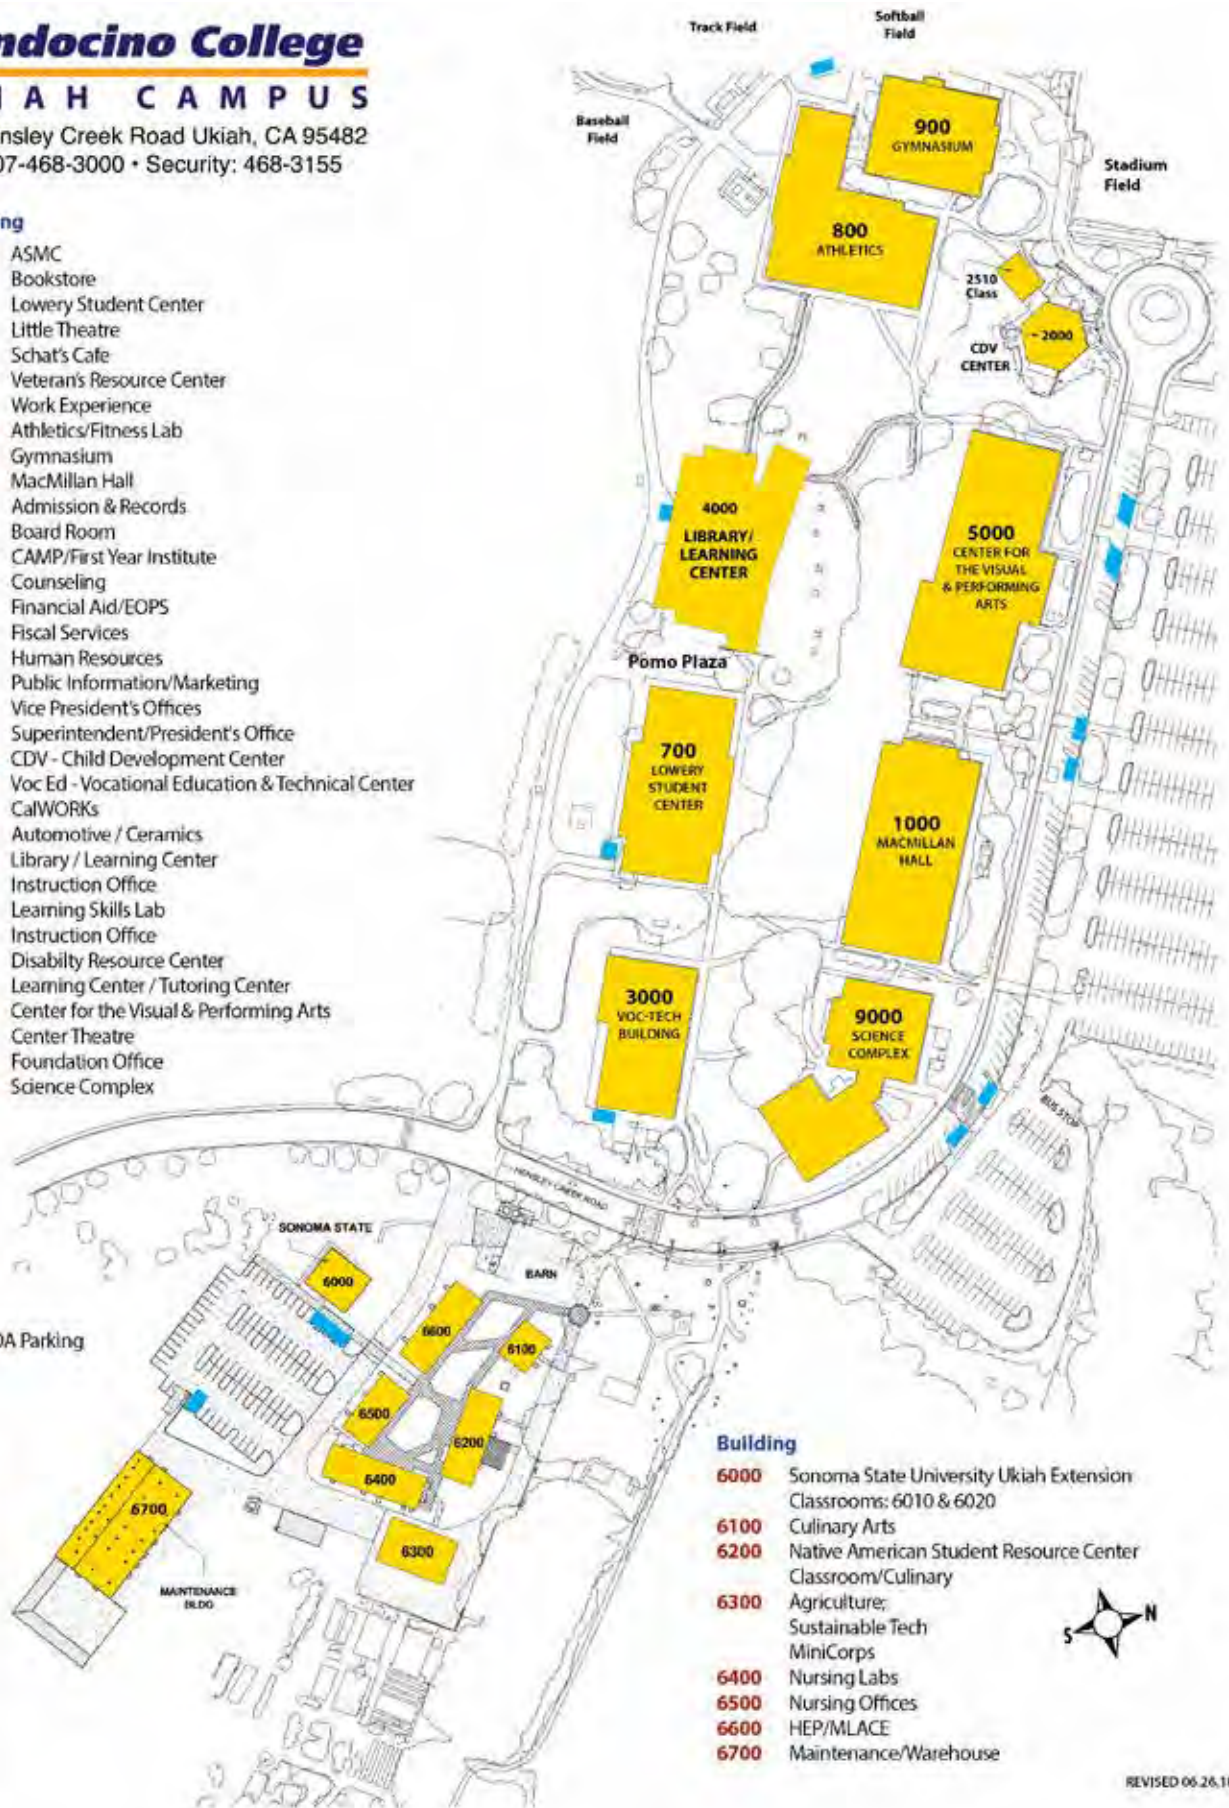 ndocino College
IAH CAMPUS
nsley Creek Road Ukiah, CA 95482
07-468-3000 • Security: 468-3155
ng
ASMC
Bookstore
Lowery Student Center
Little Theatre
Schat's Cafe
Veteran's Resource Center
Work Experience
Athletics/Fitness Lab
Gymnasium
MacMillan Hall
Admission & Records
Board Room
CAMP/First Year Institute
Counseling
Financial Aid/EOPS
Fiscal Services
Human Resources
Public Information/Marketing
Vice President's Offices
Superintendent/President's Office
CDV - Child Development Center
Voc Ed - Vocational Education & Technical Center
CalWORKs
Automotive / Ceramics
Library / Learning Center
Instruction Office
Learning Skills Lab
Instruction Office
Disabilty Resource Center
Learning Center / Tutoring Center
Center for the Visual & Performing Arts
Center Theatre
Foundation Office
Science Complex
DA Parking
Track Field
Softball
Field
Baseball
Field
Stadium
Field
900
GYMNASIUM
800
ATHLETICS
2510
Class
2000
CDV
CENTER
4000
LIBRARY/
LEARNING
CENTER
5000
CENTER FOR
THE VISUAL
& PERFORMING
ARTS
Pomo Plaza
700
LOWERY
STUDENT
CENTER
1000
MACMILLAN
HALL
3000
VOC-TECH
BUILDING
9000
SCIENCE
COMPLEX
BUS STOP
HENSLEY CREEK ROAD
SONOMA STATE
6000
BARN
6600
6100
6500
6200
6400
6700
6300
MAINTENANCE
BLDG
Building
6000 Sonoma State University Ukiah Extension
Classrooms: 6010 & 6020
6100 Culinary Arts
6200 Native American Student Resource Center
Classroom/Culinary
6300 Agriculture;
Sustainable Tech
MiniCorps
6400 Nursing Labs
6500 Nursing Offices
6600 HEP/MLACE
6700 Maintenance/Warehouse
S N
REVISED 06.26.1